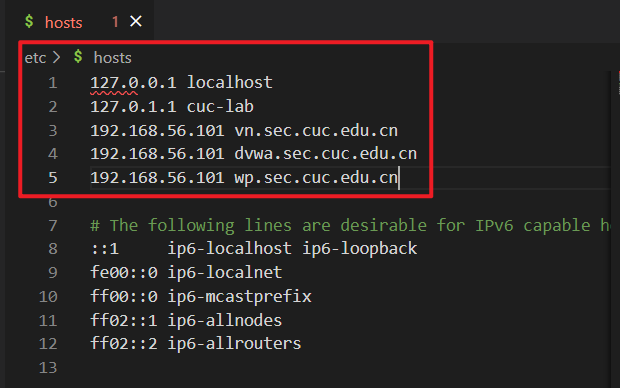 $ hosts 1 ×
etc > $ hosts
1 127.0.0.1 localhost
2 127.0.1.1 cuc-lab
3 192.168.56.101 vn.sec.cuc.edu.cn
4 192.168.56.101 dvwa.sec.cuc.edu.cn
5 192.168.56.101 wp.sec.cuc.edu.cn
6
7 # The following lines are desirable for IPv6 capable
8 ::1     ip6-localhost ip6-loopback
9 fe00::0 ip6-localnet
10 ff00::0 ip6-mcastprefix
11 ff02::1 ip6-allnodes
12 ff02::2 ip6-allrouters
13